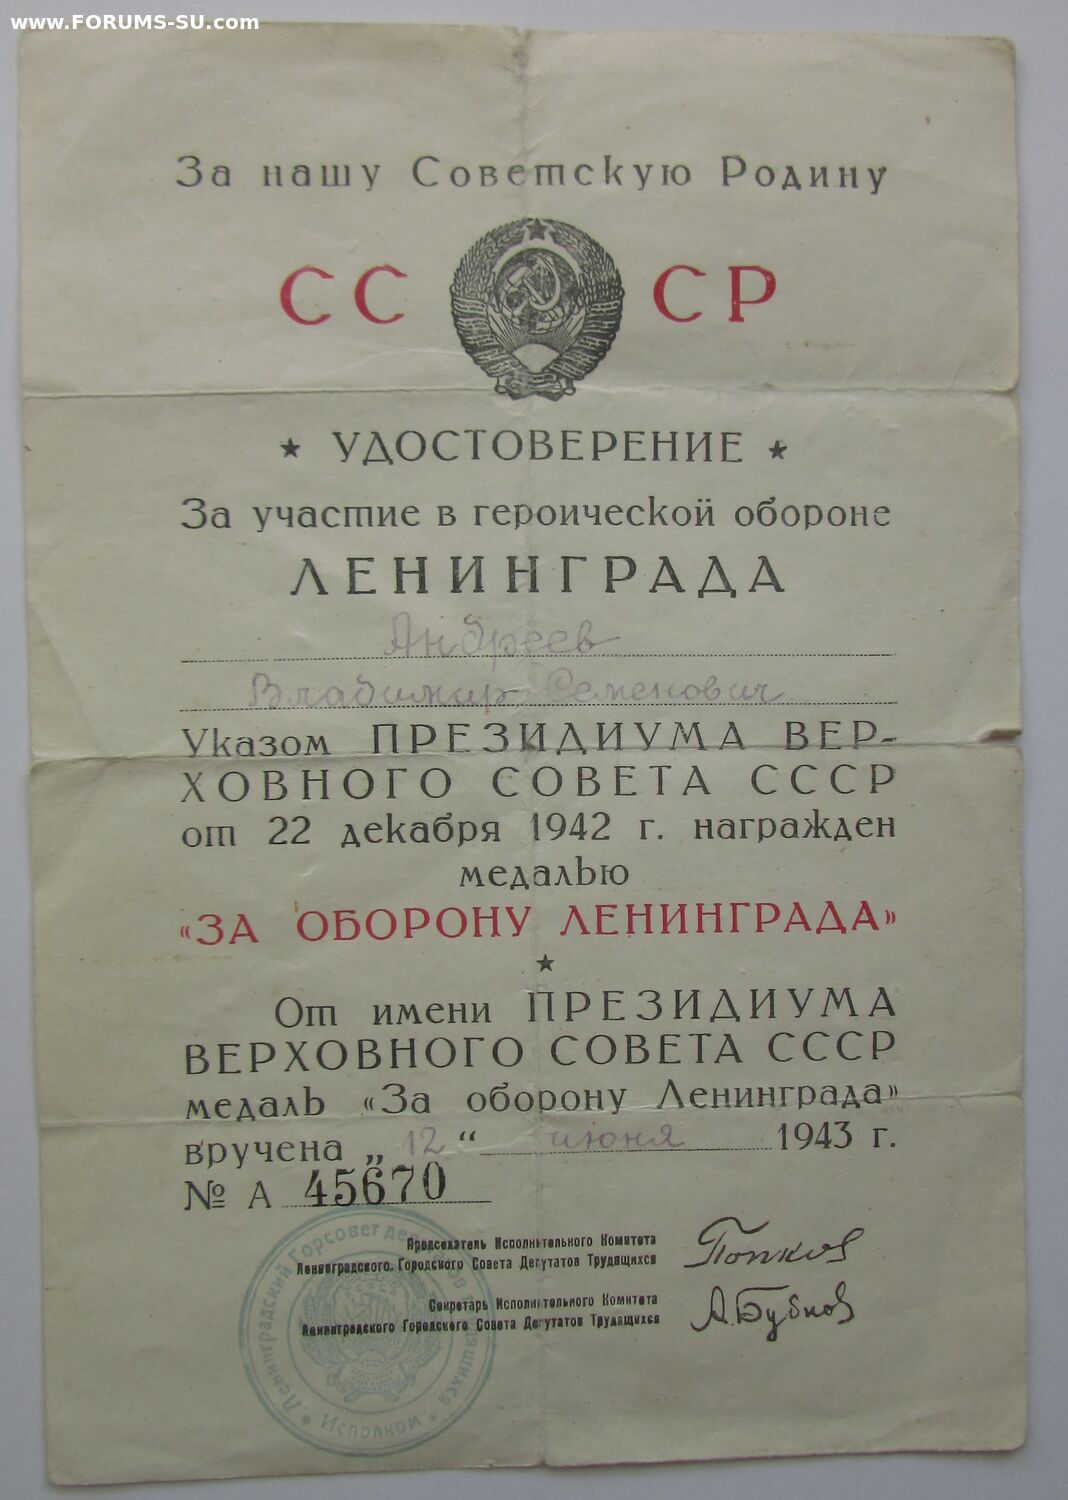 www.FORUMS-SU.com
За нашу Советскую Родину
СС СР
★ УДОСТОВЕРЕНИЕ ★
За участие в героической обороне
ЛЕНИНГРАДА
Андреев
Владимир Семенович
Указом ПРЕЗИДИУМА ВЕР-
ХОВНОГО СОВЕТА СССР
от 22 декабря 1942 г. награжден
медалью
«ЗА ОБОРОНУ ЛЕНИНГРАДА»
★
От имени ПРЕЗИДИУМА
ВЕРХОВНОГО СОВЕТА СССР
медаль «За оборону Ленинграда»
вручена „12“ июня 1943 г.
№ А 45670
Председатель Исполнительного Комитета
Ленинградского Городского Совета Депутатов Трудящихся
Попков
Секретарь Исполнительного Комитета
Ленинградского Городского Совета Депутатов Трудящихся
А. Бубнов
Ленинградский Горсовет депутатов трудящихся
* Исполком *